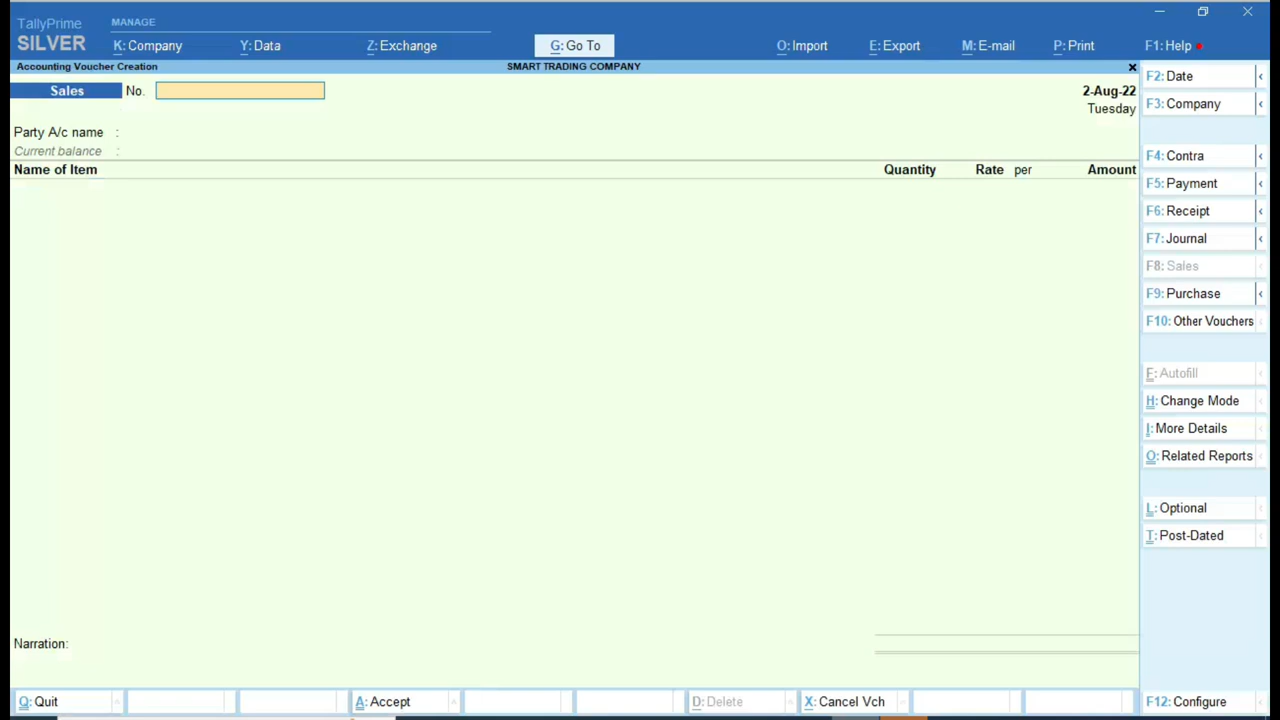 TallyPrime
MANAGE
SILVER
K: Company
Y: Data
Z: Exchange
G: Go To
O: Import
E: Export
M: E-mail
P: Print
F1: Help
Accounting Voucher Creation
SMART TRADING COMPANY
Sales
No.
2-Aug-22
Tuesday
Party A/c name :
Current balance :
Name of Item
Quantity
Rate
per
Amount
Narration:
F2: Date
F3: Company
F4: Contra
F5: Payment
F6: Receipt
F7: Journal
F8: Sales
F9: Purchase
F10: Other Vouchers
F: Autofill
H: Change Mode
I: More Details
O: Related Reports
L: Optional
T: Post-Dated
Q: Quit
A: Accept
D: Delete
X: Cancel Vch
F12: Configure